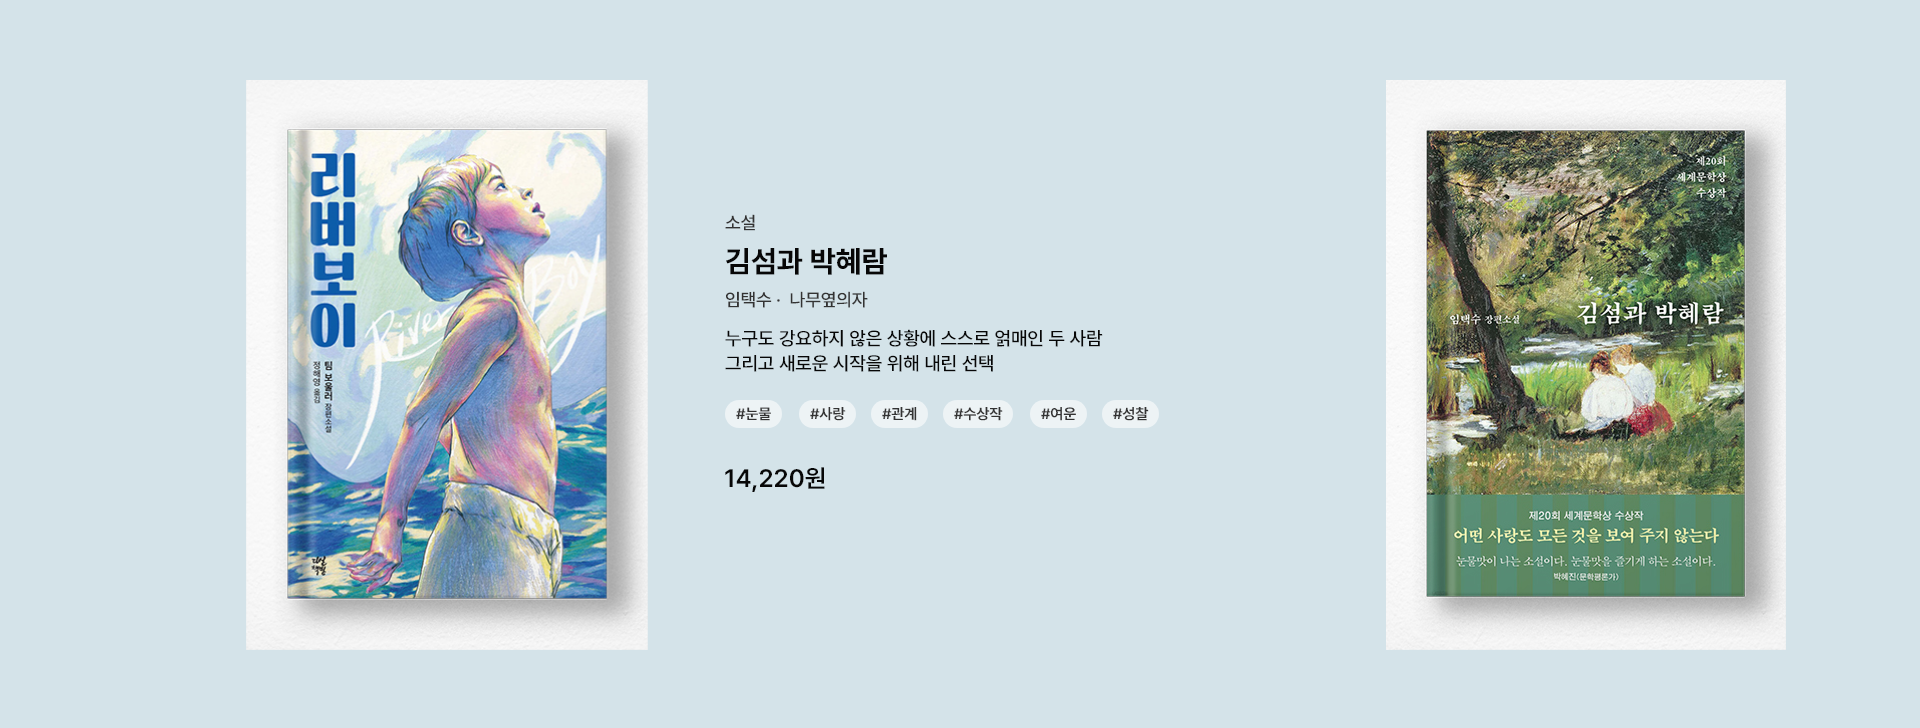 리버보이
River Boy
팀 보울러 장편소설
정해영 옮김
다산책방
소설
김섬과 박혜람
임택수 · 나무옆의자
누구도 강요하지 않은 상황에 스스로 얽매인 두 사람
그리고 새로운 시작을 위해 내린 선택
#눈물 #사랑 #관계 #수상작 #여운 #성찰
14,220원
제20회
세계문학상
수상작
임택수 장편소설
김섬과 박혜람
제20회 세계문학상 수상작
어떤 사랑도 모든 것을 보여 주지 않는다
눈물맛이 나는 소설이다. 눈물맛을 즐기게 하는 소설이다.
박혜진(문학평론가)